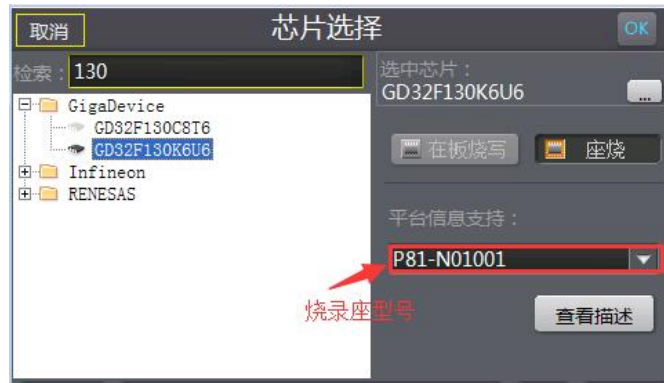 取消
芯片选择
OK
检索：
130
选中芯片：
GD32F130K6U6
...
GigaDevice
GD32F130C8T6
GD32F130K6U6
Infineon
RENESAS
在板烧写
座烧
平台信息支持：
P81-N01001
烧录座型号
查看描述